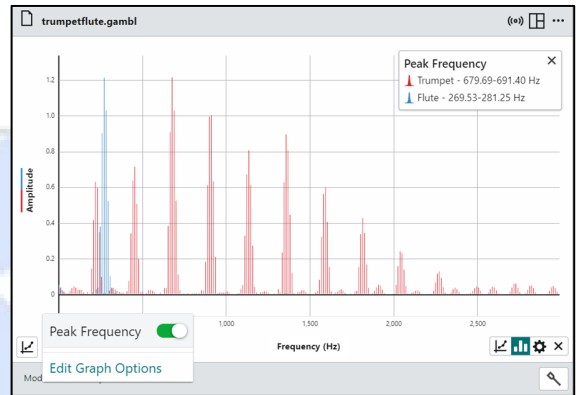 trumpetflute.gambl
Peak Frequency
Trumpet - 679.69-691.40 Hz
Flute - 269.53-281.25 Hz
1.2
1.0
0.8
0.6
0.4
0.2
0
Amplitude
1,000
1,500
2,000
2,500
Frequency (Hz)
Peak Frequency
Edit Graph Options
Mod